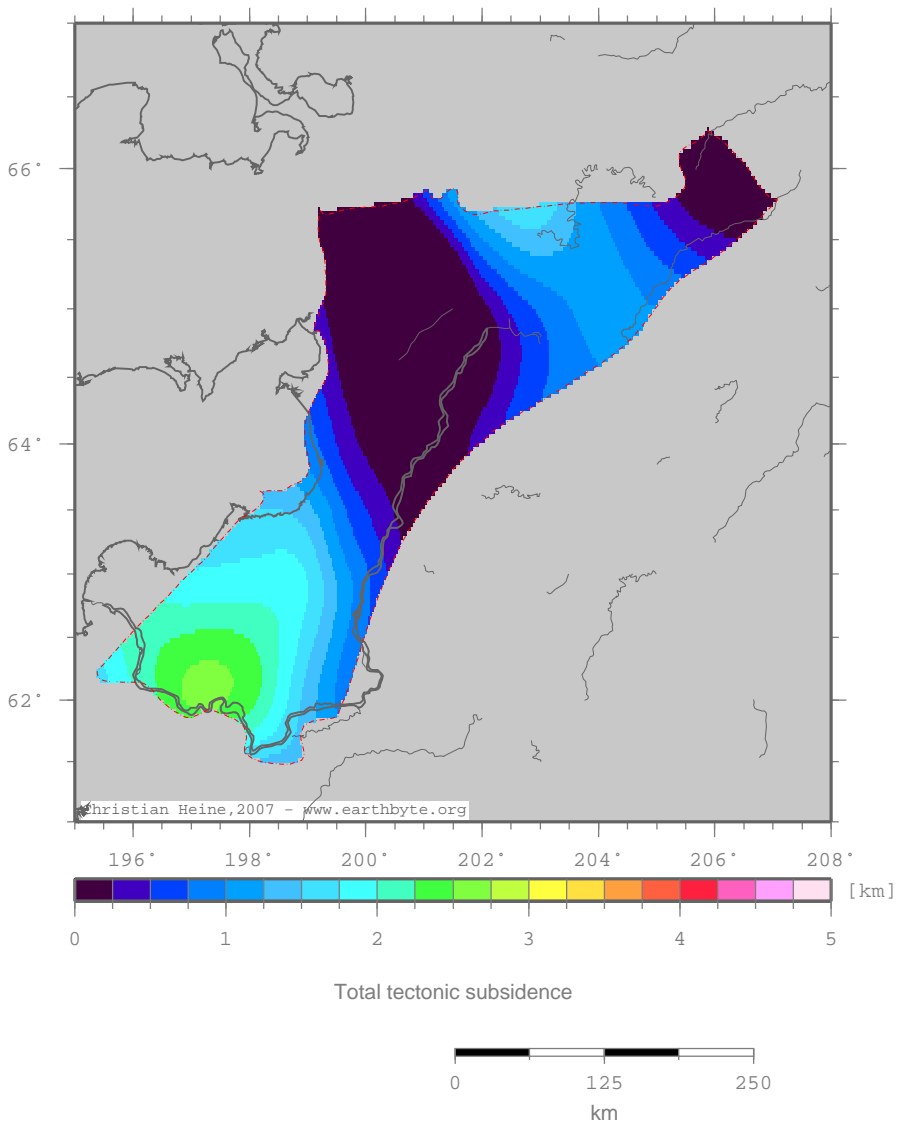 66°
64°
62°
Christian Heine,2007 - www.earthbyte.org
196° 198° 200° 202° 204° 206° 208°
[km]
0 1 2 3 4 5
Total tectonic subsidence
0 125 250
km